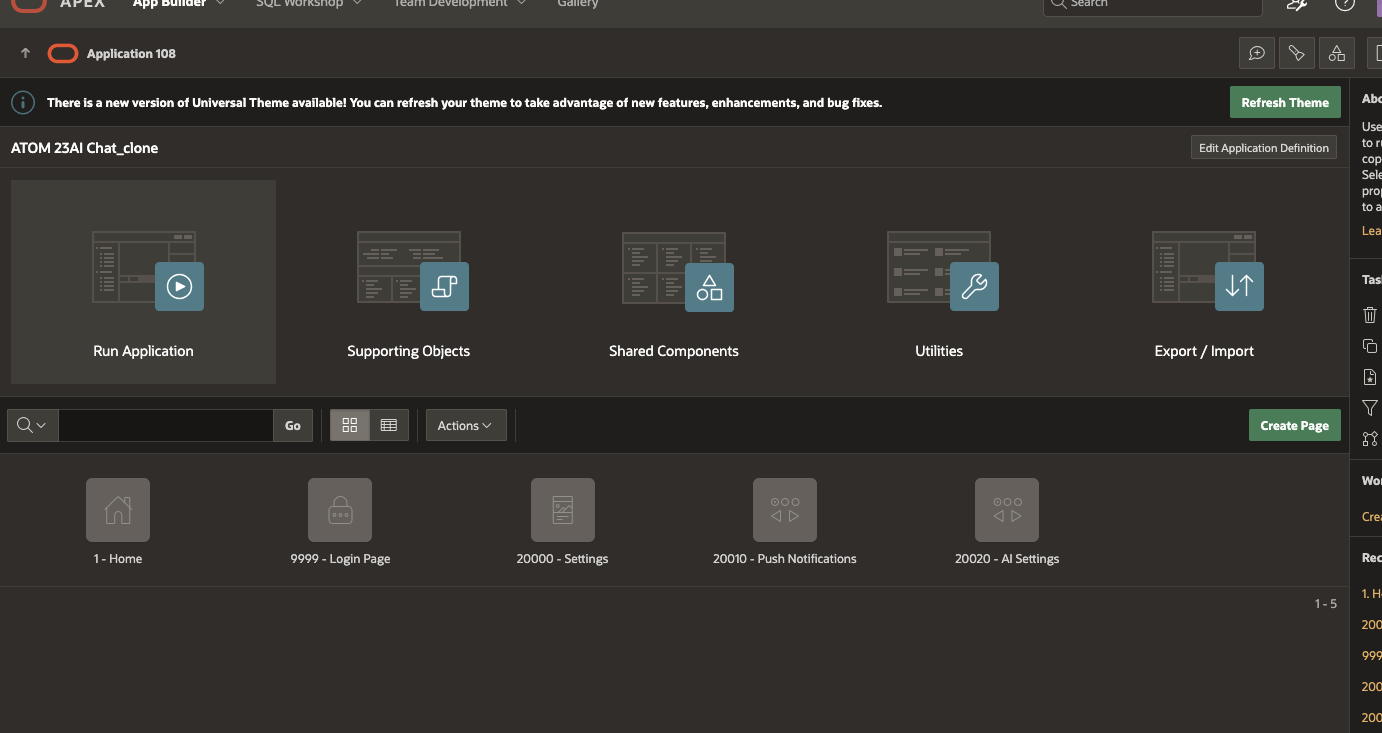 APEX App Builder SQL Workshop Team Development Gallery Search
Application 108
There is a new version of Universal Theme available! You can refresh your theme to take advantage of new features, enhancements, and bug fixes.
Refresh Theme
ATOM 23AI Chat_clone
Edit Application Definition
Run Application
Supporting Objects
Shared Components
Utilities
Export / Import
Go
Actions
Create Page
1 - Home
9999 - Login Page
20000 - Settings
20010 - Push Notifications
20020 - AI Settings
1 - 5
Abo
Use
to r
cop
Sele
prop
to a
Lea
Tas
Wor
Crea
Rec
1. H
200
999
200
200